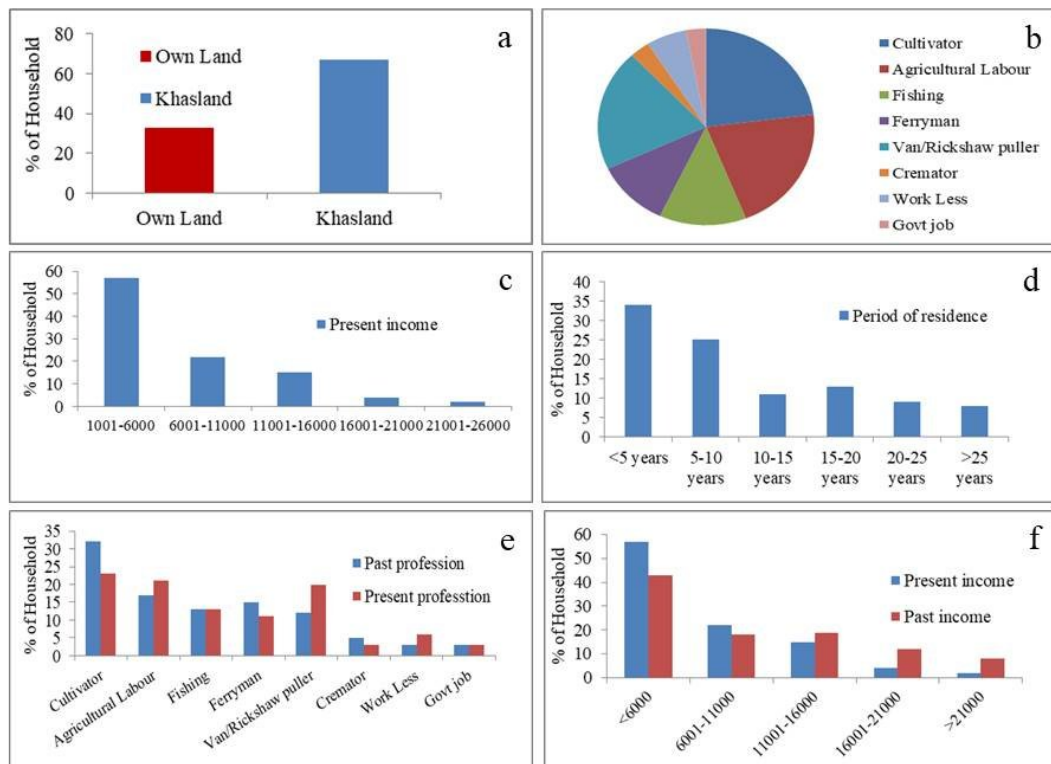 a
80
60
40
20
0
% of Household
Own Land
Khasland
Own Land Khasland
b
Cultivator
Agricultural Labour
Fishing
Ferryman
Van/Rickshaw puller
Cremator
Work Less
Govt job
c
60
50
40
30
20
10
0
% of Household
Present income
1001-6000 6001-11000 11001-16000 16001-21000 21001-26000
d
40
35
30
25
20
15
10
5
0
% of Household
Period of residence
<5 years 5-10 10-15 15-20 20-25 >25
years years years years years
e
35
30
25
20
15
10
5
0
% of Household
Past profession
Present professtion
Cultivator
Agricultural Labour
Fishing
Ferryman
Van/Rickshaw puller
Cremator
Work Less
Govt job
f
60
50
40
30
20
10
0
% of Household
Present income
Past income
<6000
6001-11000
11001-16000
16001-21000
>21000